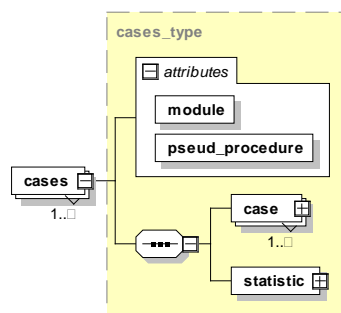 cases_type
attributes
module
pseud_procedure
cases
1..□
case
1..□
statistic